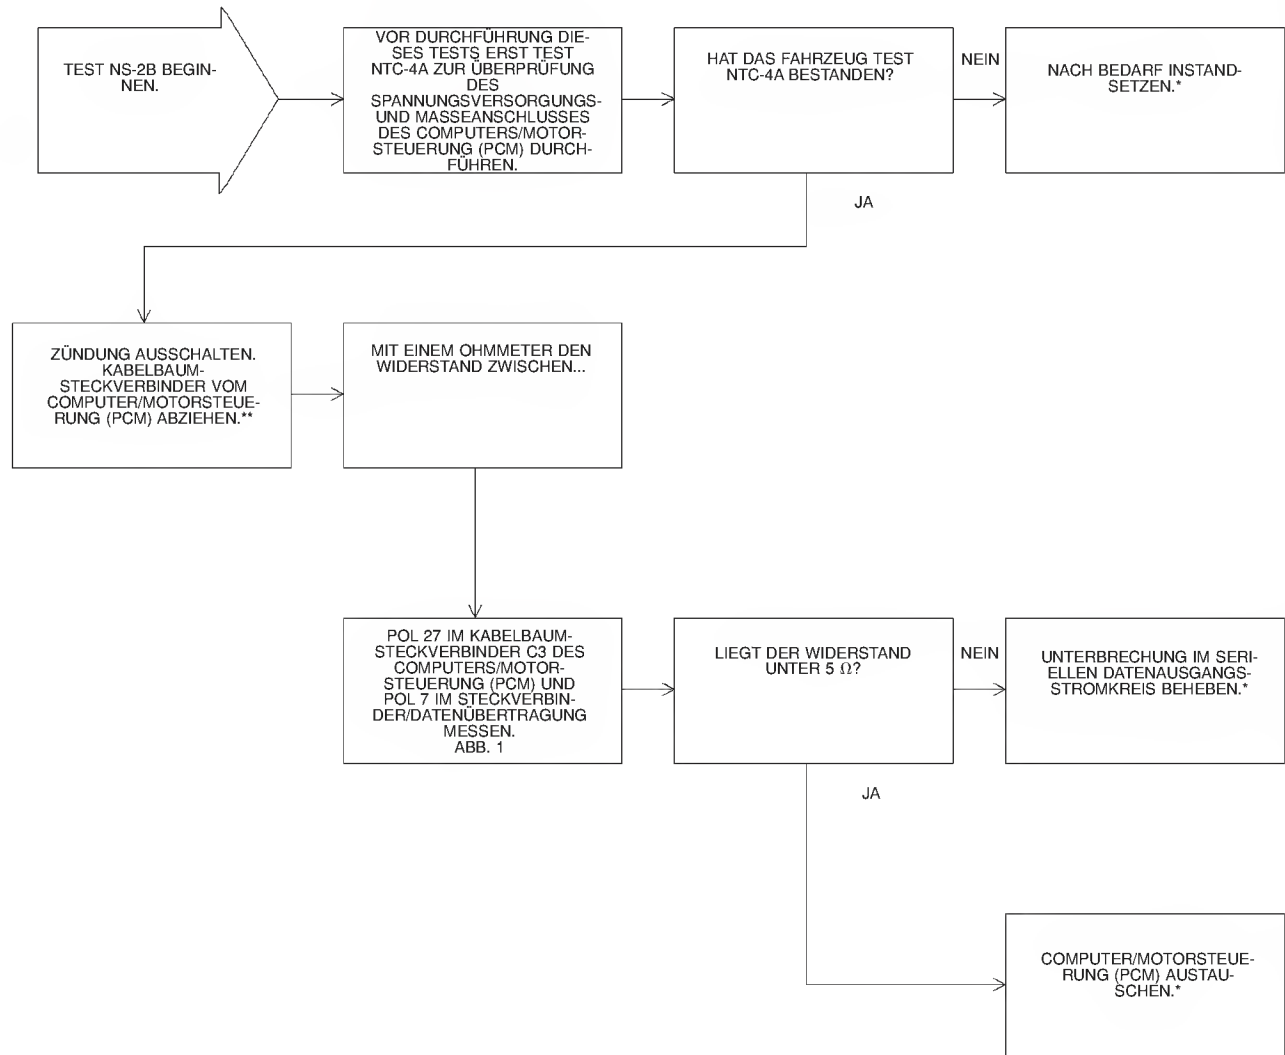 TEST NS-2B BEGIN-
NEN.
VOR DURCHFÜHRUNG DIE-
SES TESTS ERST TEST
NTC-4A ZUR ÜBERPRÜFUNG
DES
SPANNUNGSVERSORGUNGS-
UND MASSEANSCHLUSSES
DES COMPUTERS/MOTOR-
STEUERUNG (PCM) DURCH-
FÜHREN.
HAT DAS FAHRZEUG TEST
NTC-4A BESTANDEN?
NEIN
NACH BEDARF INSTAND-
SETZEN.*
JA
ZÜNDUNG AUSSCHALTEN.
KABELBAUM-
STECKVERBINDER VOM
COMPUTER/MOTORSTEUE-
RUNG (PCM) ABZIEHEN.**
MIT EINEM OHMMETER DEN
WIDERSTAND ZWISCHEN...
POL 27 IM KABELBAUM-
STECKVERBINDER C3 DES
COMPUTERS/MOTOR-
STEUERUNG (PCM) UND
POL 7 IM STECKVERBIN-
DER/DATENÜBERTRAGUNG
MESSEN.
ABB. 1
LIEGT DER WIDERSTAND
UNTER 5 Ω?
NEIN
UNTERBRECHUNG IM SERI-
ELLEN DATENAUSGANGS-
STROMKREIS BEHEBEN.*
JA
COMPUTER/MOTORSTEUE-
RUNG (PCM) AUSTAU-
SCHEN.*